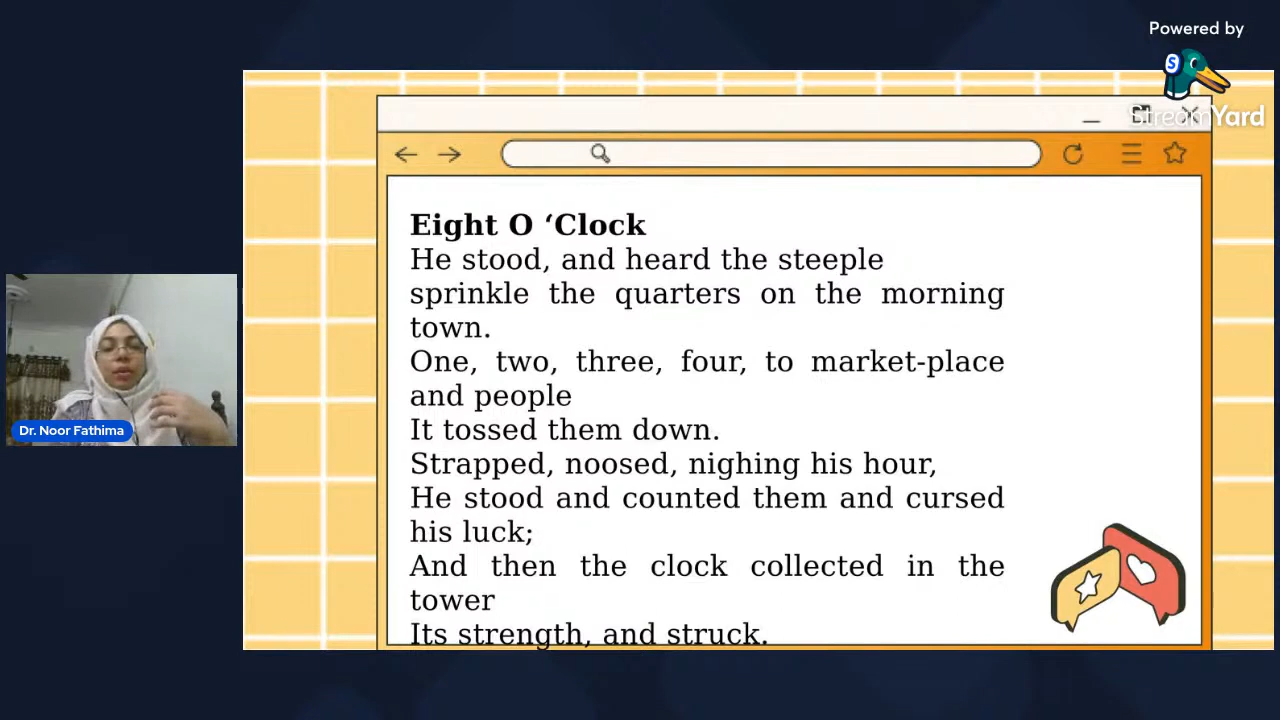 Powered by
StreamYard
Eight O ‘Clock
He stood, and heard the steeple
sprinkle the quarters on the morning
town.
One, two, three, four, to market-place
and people
It tossed them down.
Strapped, noosed, nighing his hour,
He stood and counted them and cursed
his luck;
And then the clock collected in the
tower
Its strength, and struck.
Dr. Noor Fathima